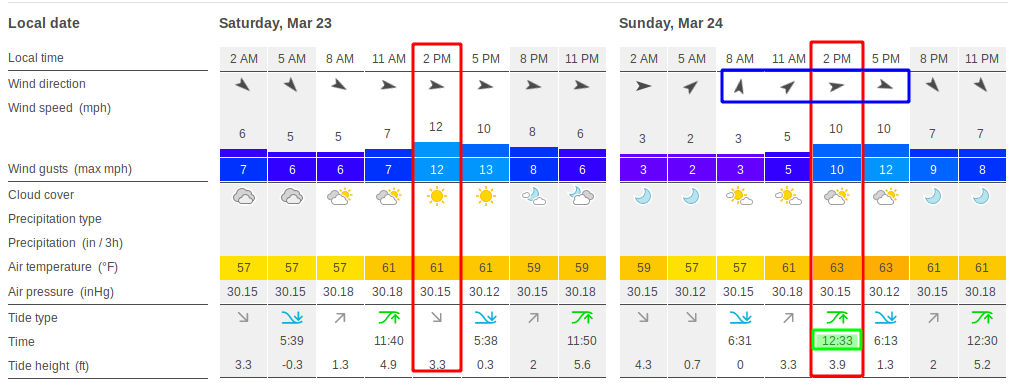 Local date Saturday, Mar 23 Sunday, Mar 24
Local time 2 AM 5 AM 8 AM 11 AM 2 PM 5 PM 8 PM 11 PM 2 AM 5 AM 8 AM 11 AM 2 PM 5 PM 8 PM 11 PM
Wind direction
Wind speed (mph)
6 5 5 7 12 10 8 6 3 2 3 5 10 10 7 7
Wind gusts (max mph) 7 6 6 7 12 13 8 6 3 2 3 5 10 12 9 8
Cloud cover
Precipitation type
Precipitation (in / 3h)
Air temperature (°F) 57 57 57 61 61 61 59 59 59 57 57 61 63 63 61 61
Air pressure (inHg) 30.15 30.15 30.18 30.18 30.15 30.12 30.15 30.18 30.15 30.12 30.15 30.18 30.15 30.12 30.15 30.18
Tide type
Time 5:39 11:40 5:38 11:50 6:31 12:33 6:13 12:30
Tide height (ft) 3.3 -0.3 1.3 4.9 3.3 0.3 2 5.6 4.3 0.7 0 3.3 3.9 1.3 2 5.2